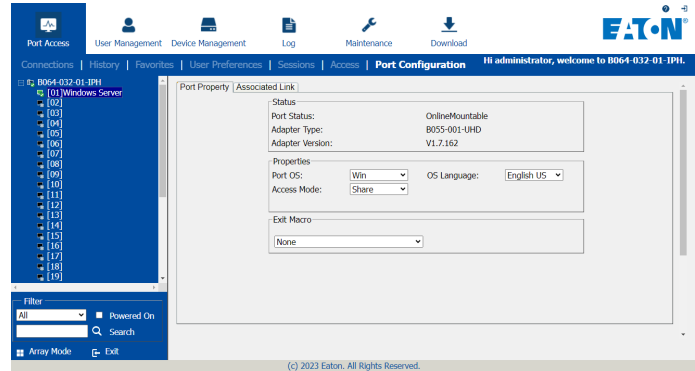 Port Access
User Management
Device Management
Log
Maintenance
Download
EATON
Connections | History | Favorites | User Preferences | Sessions | Access | Port Configuration
Hi administrator, welcome to B064-032-01-IPH.
B064-032-01-IPH
[01]Windows Server
[02]
[03]
[04]
[05]
[06]
[07]
[08]
[09]
[10]
[11]
[12]
[13]
[14]
[15]
[16]
[17]
[18]
[19]
Filter
All
Powered On
Search
Array Mode
Exit
Port Property
Associated Link
Status
Port Status: OnlineMountable
Adapter Type: B055-001-UHD
Adapter Version: V1.7.162
Properties
Port OS: Win OS Language: English US
Access Mode: Share
Exit Macro
None
(c) 2023 Eaton. All Rights Reserved.